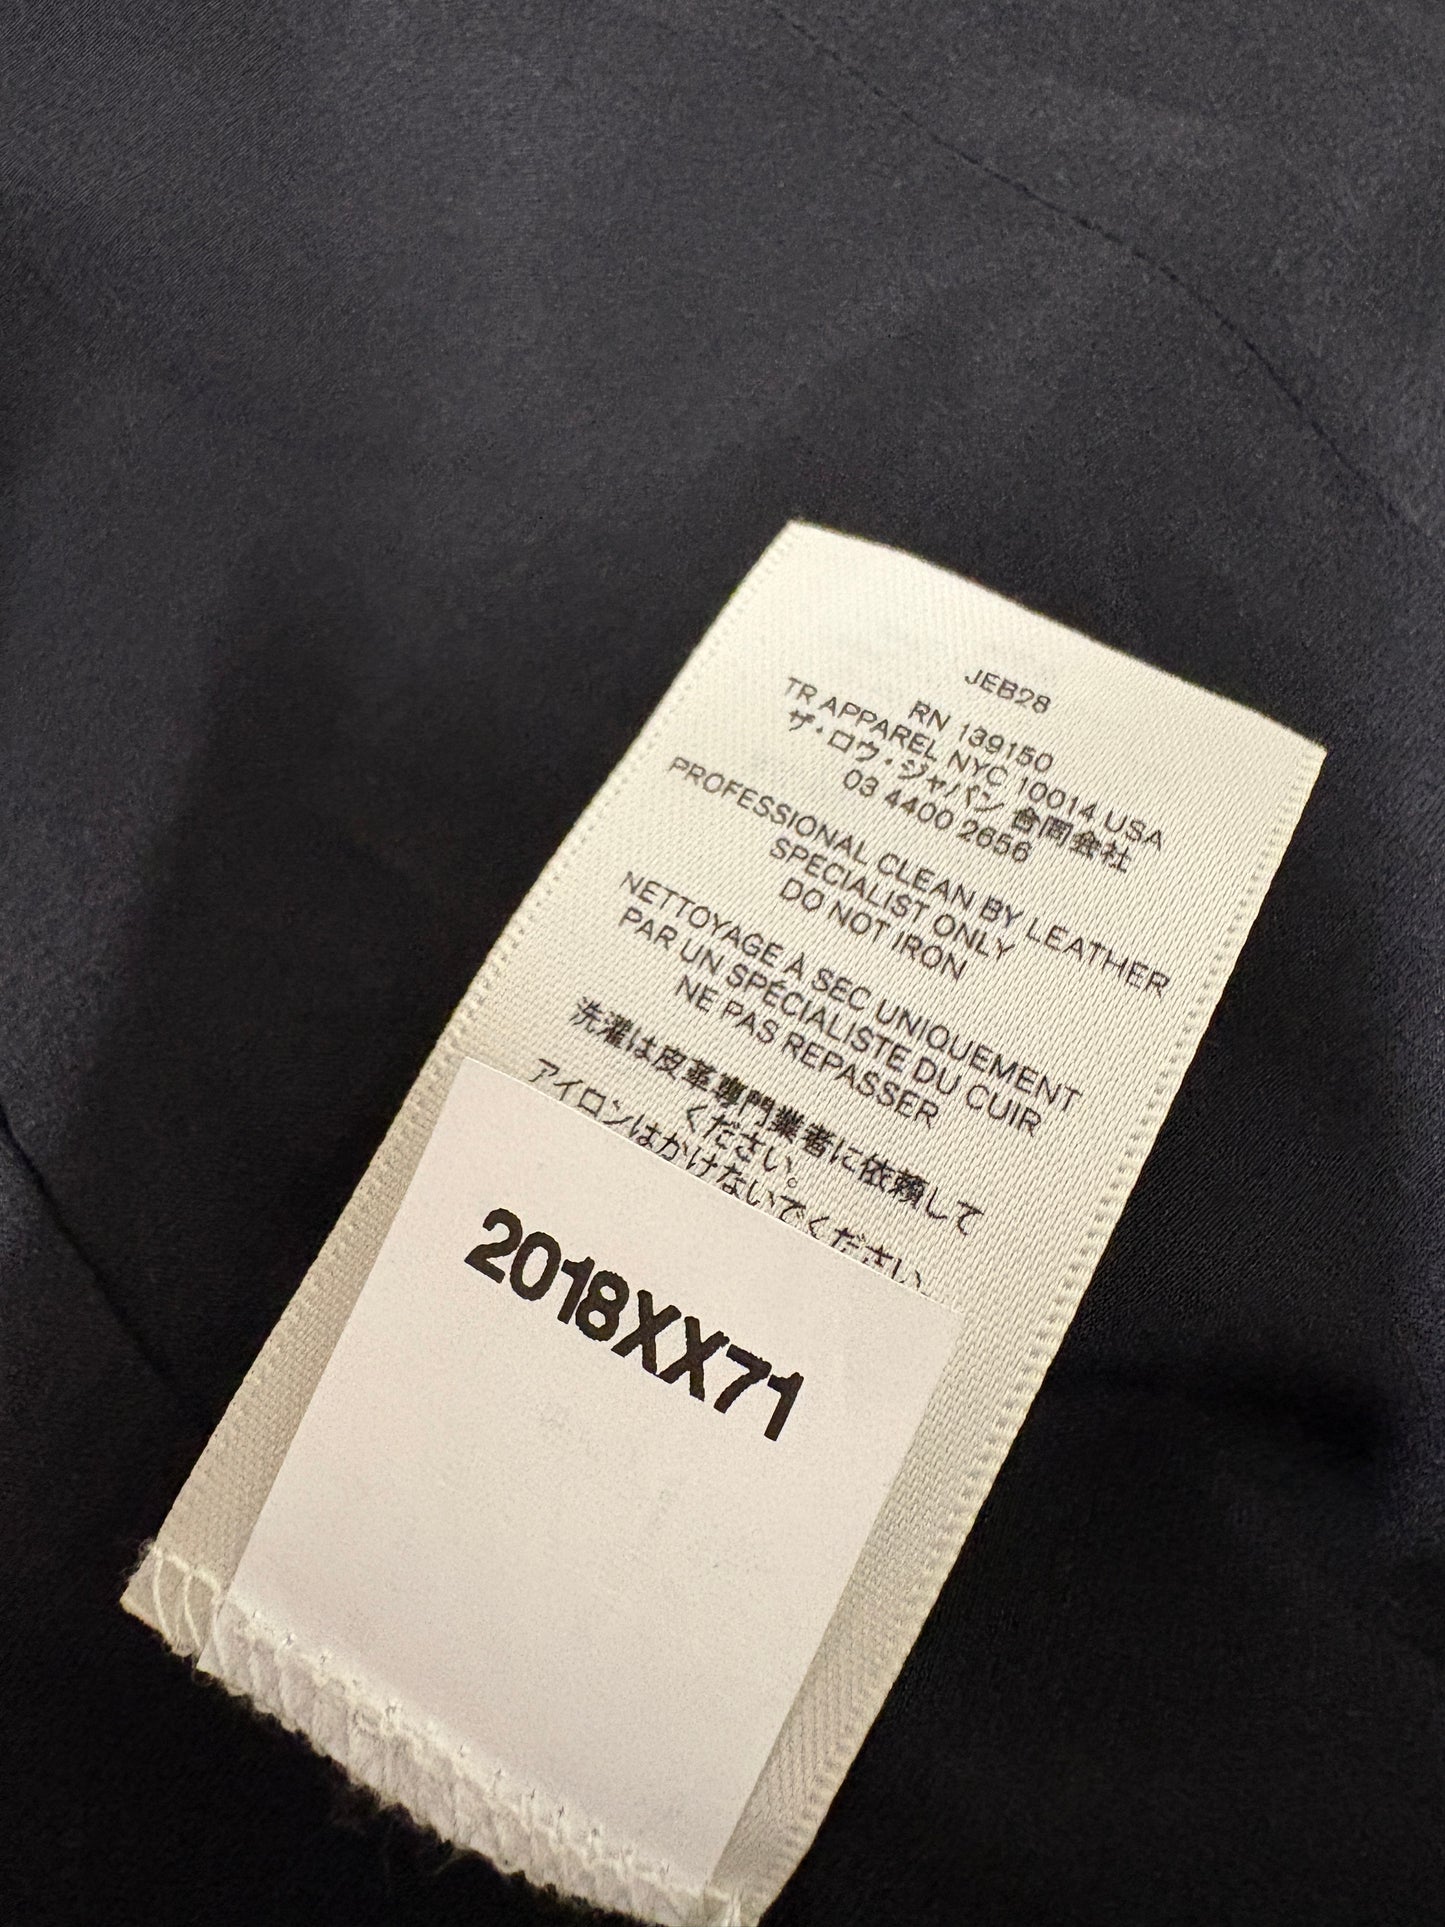 JEB28
RN 139150
TR APPAREL NYC 10014 USA
ザ・ロウ・ジャパン 合同会社
03 4400 2656
PROFESSIONAL CLEAN BY LEATHER
SPECIALIST ONLY
DO NOT IRON
NETTOYAGE À SEC UNIQUEMENT
PAR UN SPÉCIALISTE DU CUIR
NE PAS REPASSER
洗濯は皮革専門業者に依頼して
ください。
アイロンはかけないでください
2018XX71